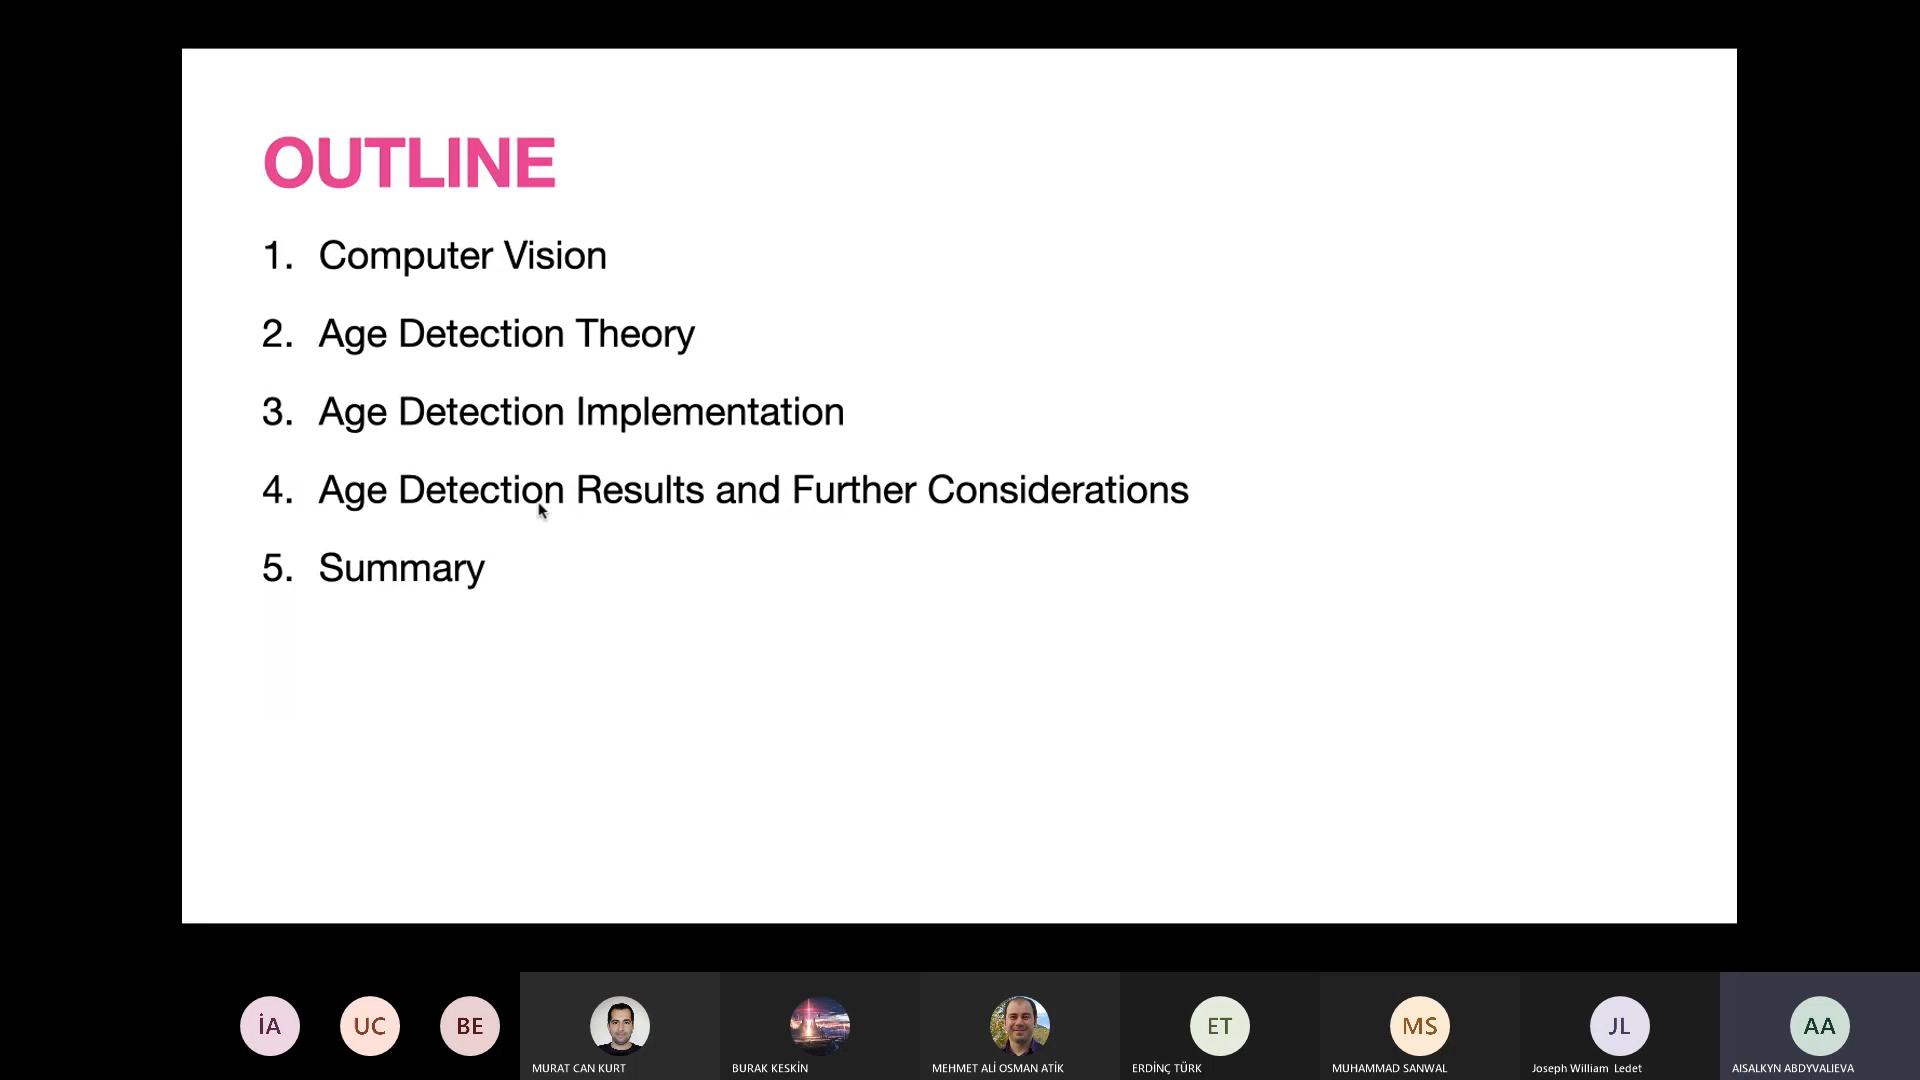 OUTLINE
1. Computer Vision
2. Age Detection Theory
3. Age Detection Implementation
4. Age Detection Results and Further Considerations
5. Summary
İA
UC
BE
ET
MS
JL
AA
MURAT CAN KURT
BURAK KESKİN
MEHMET ALİ OSMAN ATİK
ERDİNÇ TÜRK
MUHAMMAD SANWAL
Joseph William Ledet
AISALKYN ABDYVALIEVA